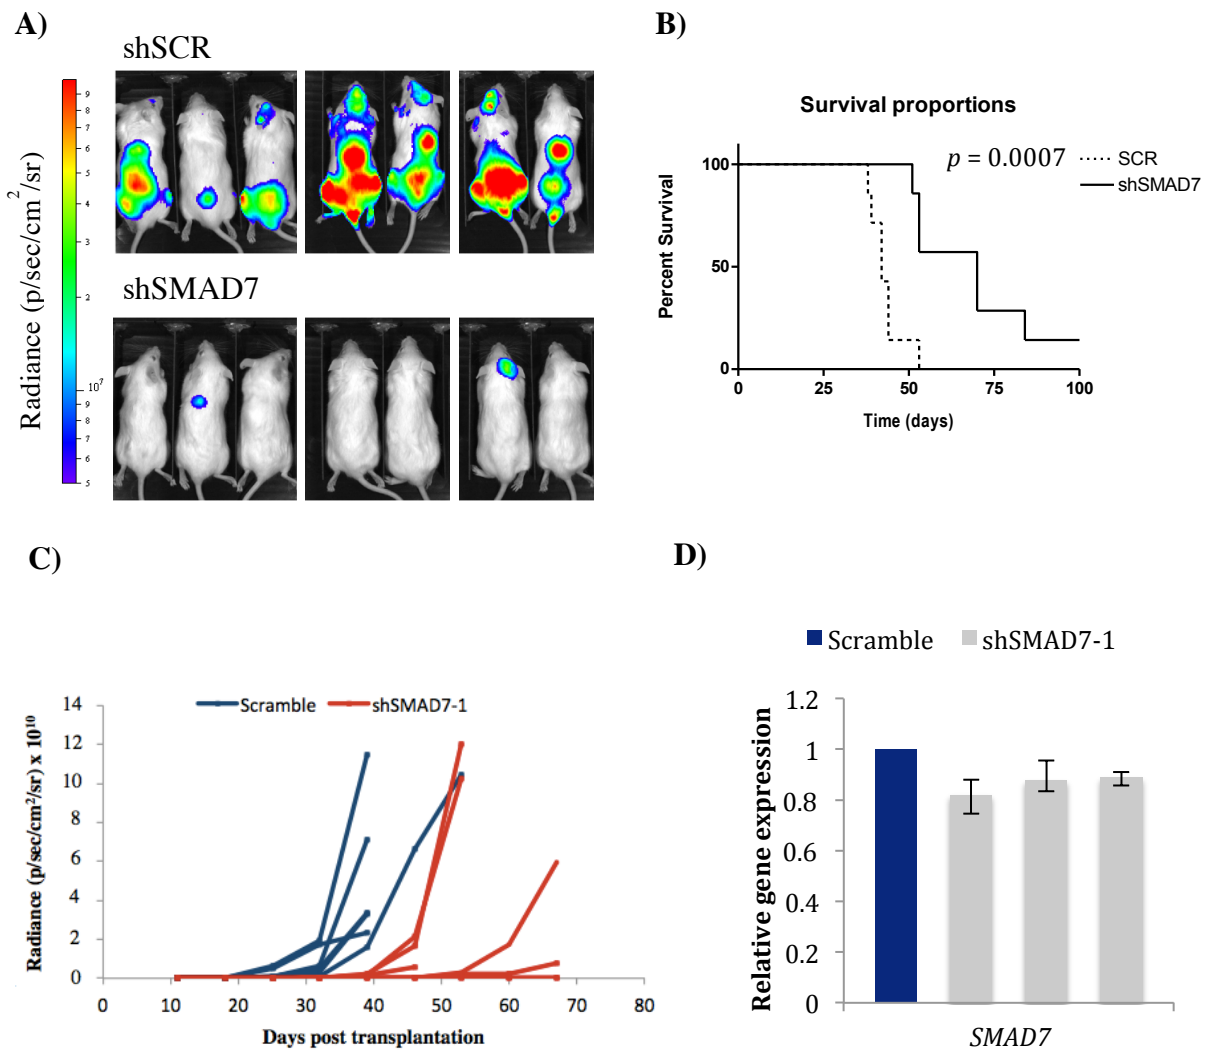 A)
shSCR
Radiance (p/sec/cm2/sr)
9
8
7
6
5
4
3
2
10^7
9
8
7
6
5
shSMAD7
B)
Survival proportions
p = 0.0007
SCR
shSMAD7
Percent Survival
100
50
0
0 25 50 75 100
Time (days)
C)
Scramble shSMAD7-1
Radiance (p/sec/cm²/sr) x 10¹⁰
14
12
10
8
6
4
2
0
0 10 20 30 40 50 60 70 80
Days post transplantation
D)
Scramble shSMAD7-1
Relative gene expression
1.2
1
0.8
0.6
0.4
0.2
0
SMAD7